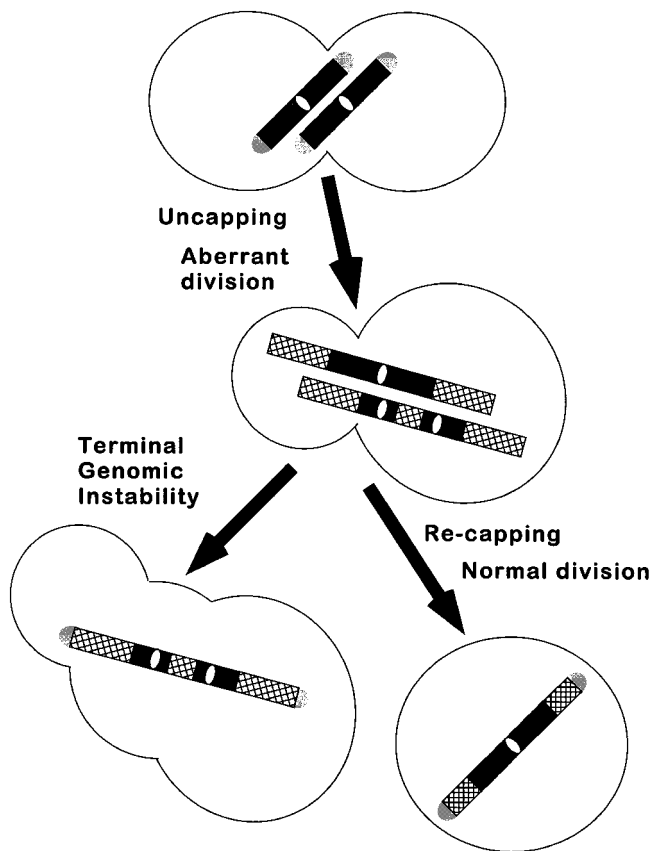 Uncapping
Aberrant
division
Terminal
Genomic
Instability
Re-capping
Normal division